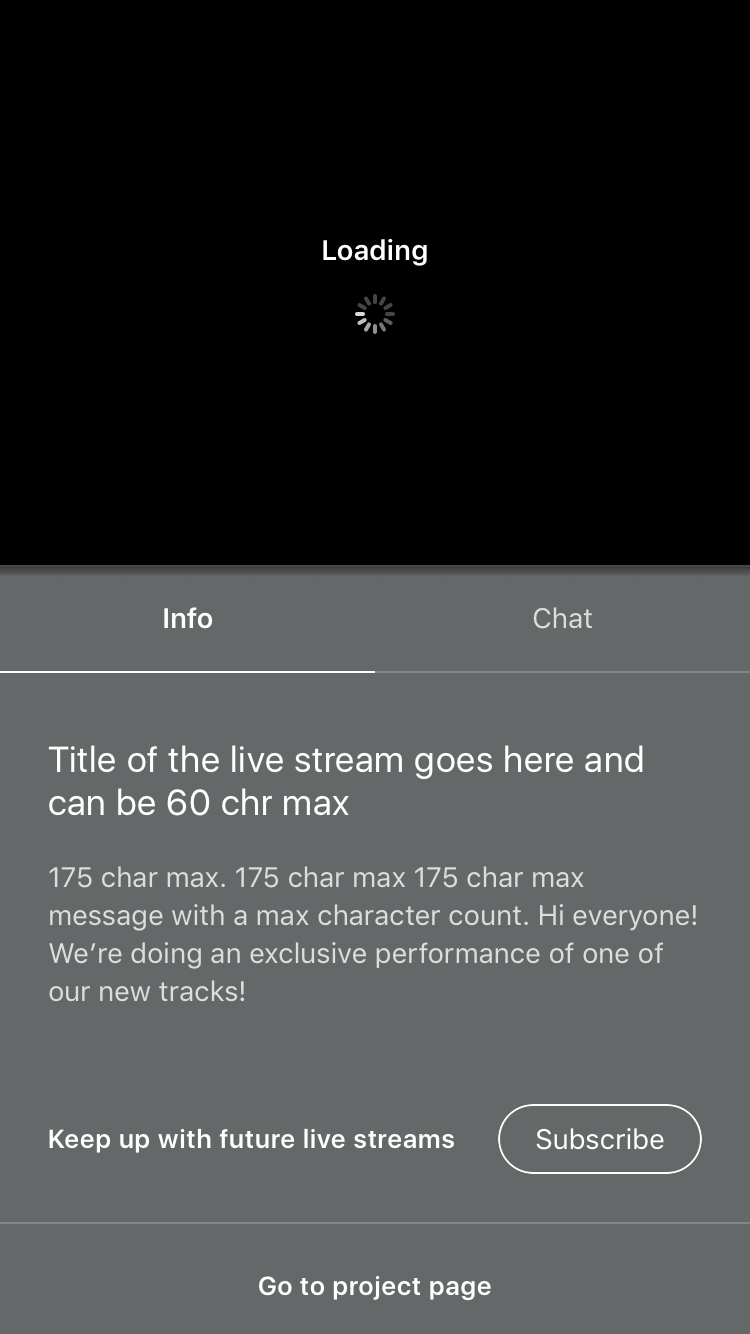 Loading
Info
Chat
Title of the live stream goes here and
can be 60 chr max
175 char max. 175 char max 175 char max
message with a max character count. Hi everyone!
We’re doing an exclusive performance of one of
our new tracks!
Keep up with future live streams
Subscribe
Go to project page